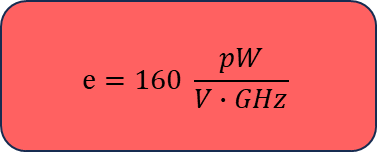 e = 160 pW / V · GHz